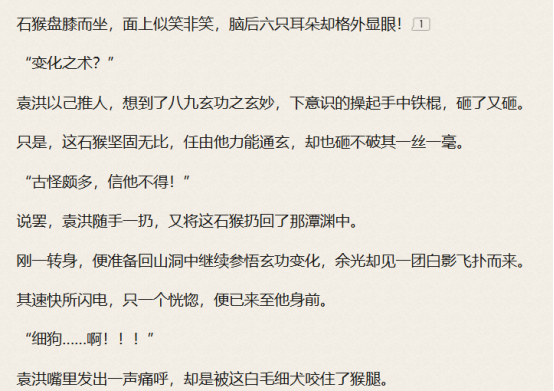 石猴盘膝而坐，面上似笑非笑，脑后六只耳朵却格外显眼！ 1
“变化之术？”
袁洪以己推人，想到了八九玄功之玄妙，下意识的操起手中铁棍，砸了又砸。
只是，这石猴坚固无比，任由他力能通玄，却也砸不破其一丝一毫。
“古怪颇多，信他不得！”
说罢，袁洪随手一扔，又将这石猴扔回了那潭渊中。
刚一转身，便准备回山洞中继续参悟玄功变化，余光却见一团白影飞扑而来。
其速快所闪电，只一个恍惚，便已来至他身前。
“细狗……啊！！！”
袁洪嘴里发出一声痛呼，却是被这白毛细犬咬住了猴腿。